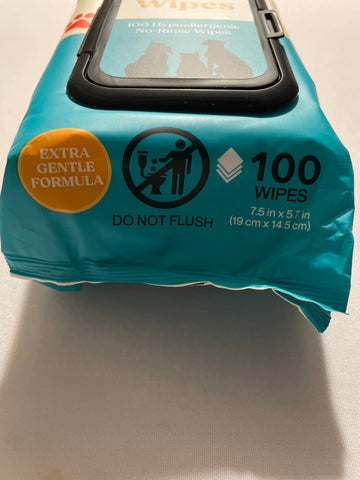 Wipes
100 Hypoallergenic
No-Rinse Wipes
EXTRA
GENTLE
FORMULA
DO NOT FLUSH
100
WIPES
7.5 in x 5.7 in
(19 cm x 14.5 cm)